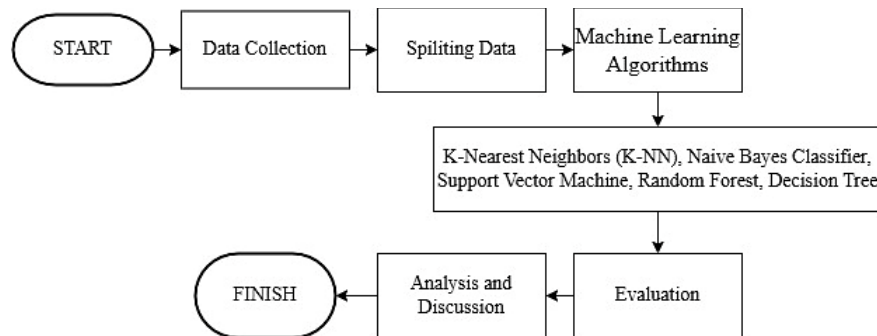 START
Data Collection
Spiliting Data
Machine Learning
Algorithms
K-Nearest Neighbors (K-NN), Naive Bayes Classifier,
Support Vector Machine, Random Forest, Decision Tree
Evaluation
Analysis and
Discussion
FINISH